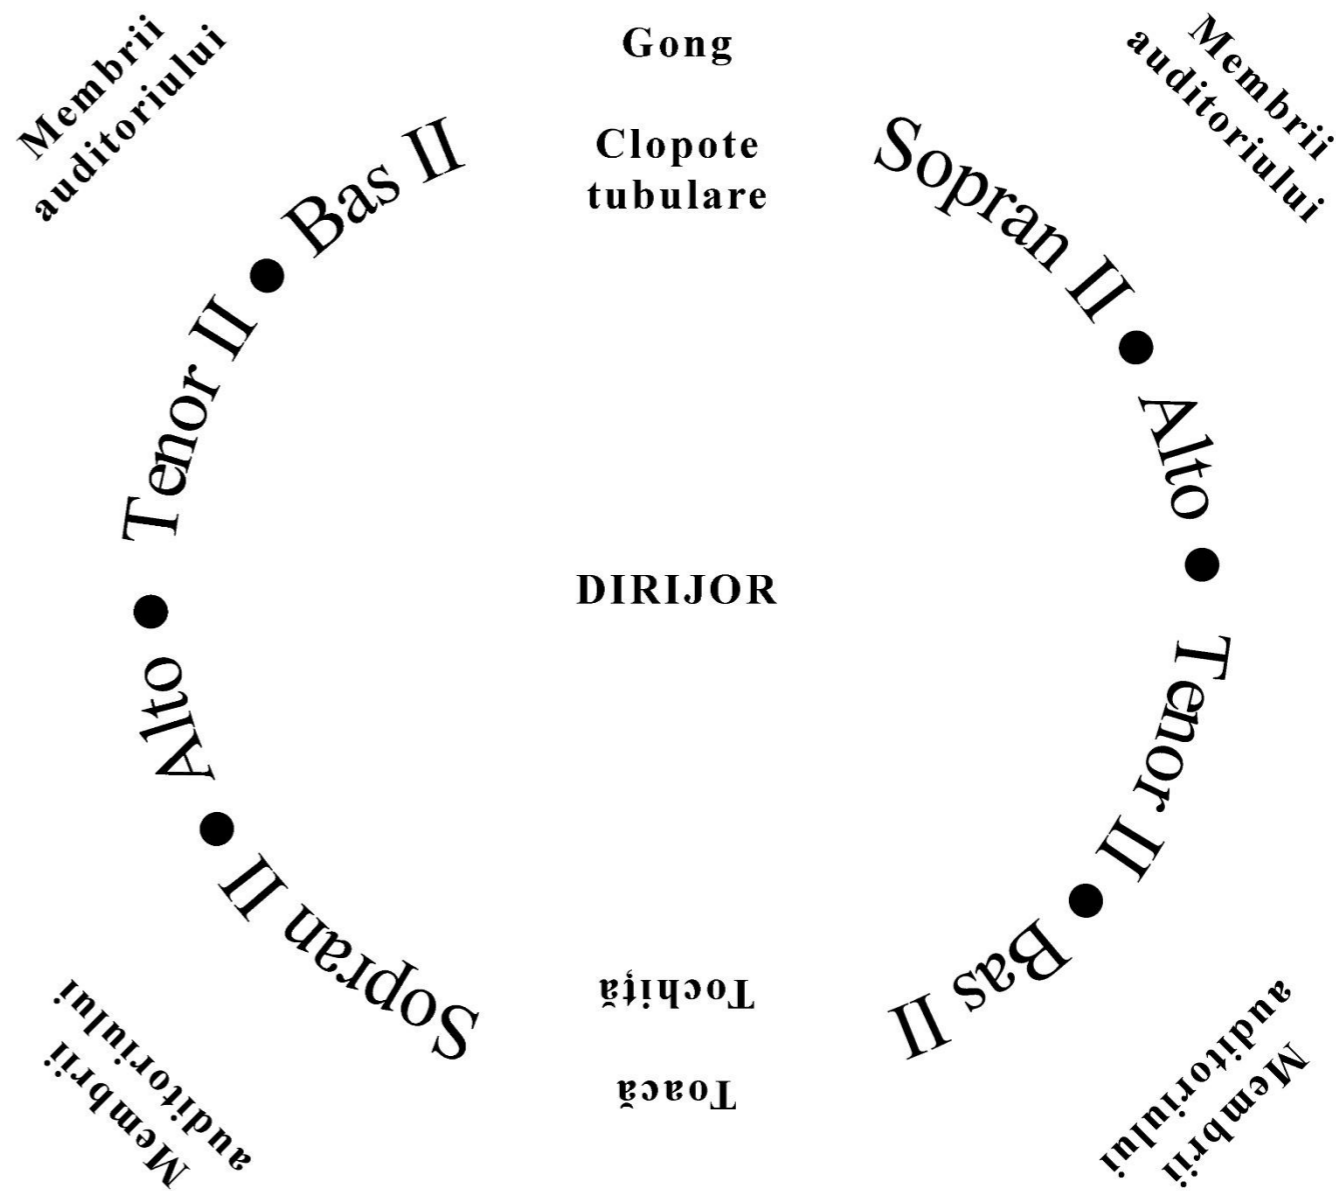 Membrii
auditoriului
Gong
Clopote
tubulare
Membrii
auditoriului
Tenor II ● Bas II
Sopran II ● Alto ● Tenor II ● Bas II
DIRIJOR
Sopran II ● Alto ●
Tochiță
Toacă
Membrii
auditoriului
Membrii
auditoriului